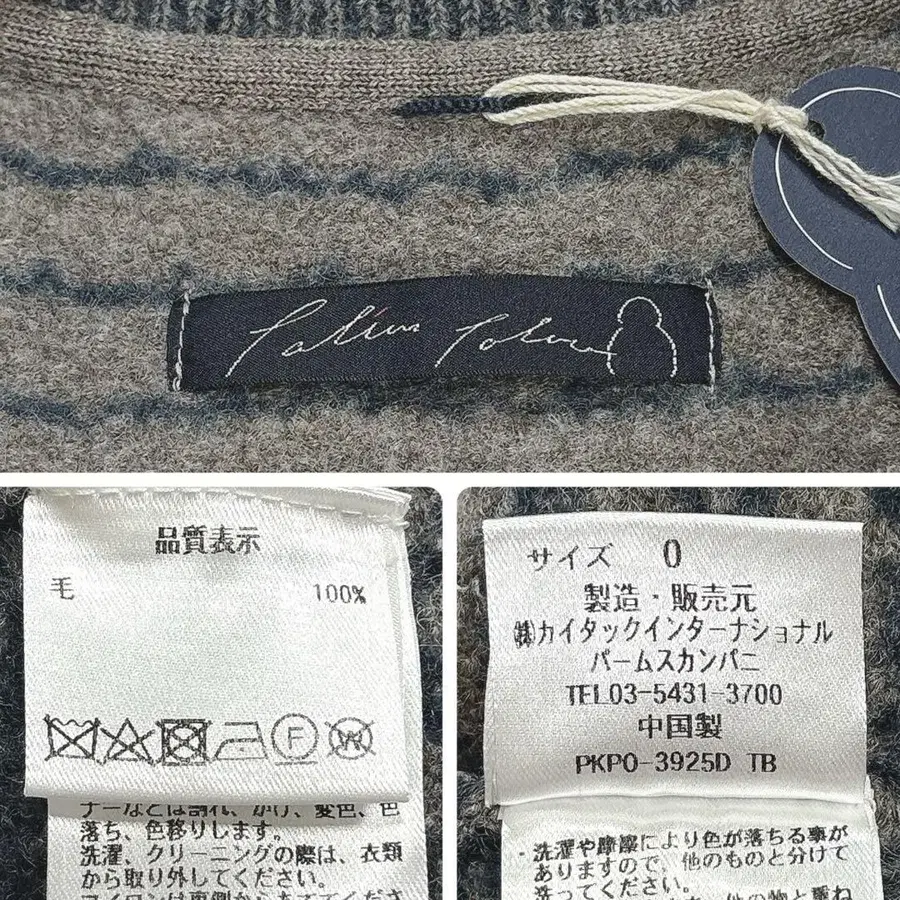 品質表示
毛 100%
F
W
ナーなどは割れ、かけ、変色、色
落ち、色移りします。
洗濯、クリーニングの際は、衣類
から取り外してください。
サイズ 0
製造・販売元
㈱カイタックインターナショナル
パームスカンパニ
TEL03-5431-3700
中国製
PKPO-3925D TB
・洗濯や摩擦により色が落ちる事が
ありますので、他のものと分けて
洗ってください。